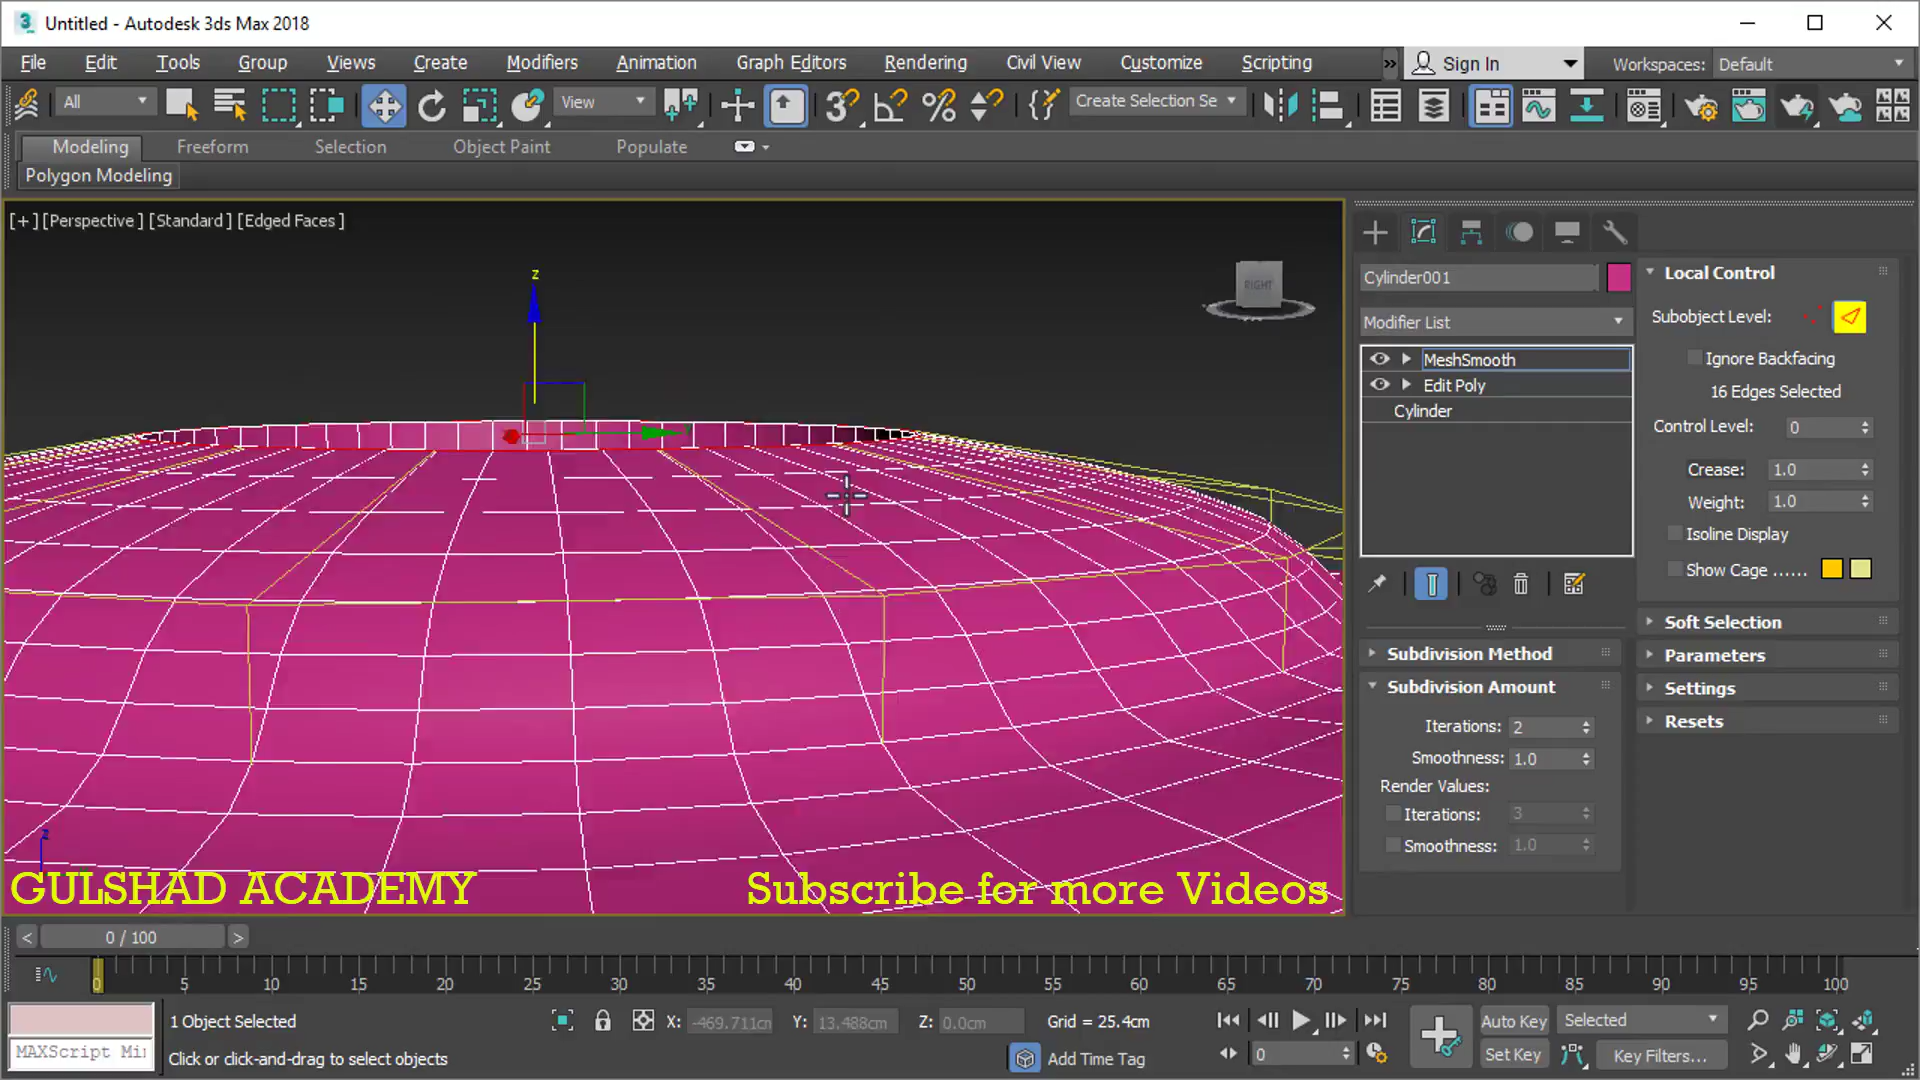 Untitled - Autodesk 3ds Max 2018
File Edit Tools Group Views Create Modifiers Animation Graph Editors Rendering Civil View Customize Scripting » Sign In Workspaces: Default
All View Create Selection Se
Modeling Freeform Selection Object Paint Populate
Polygon Modeling
[+] [Perspective] [Standard] [Edged Faces]
z
RIGHT
z
GULSHAD ACADEMY
Subscribe for more Videos
Cylinder001
Modifier List
MeshSmooth
Edit Poly
Cylinder
Subdivision Method
Subdivision Amount
Iterations: 2
Smoothness: 1.0
Render Values:
Iterations: 3
Smoothness: 1.0
Local Control
Subobject Level:
Ignore Backfacing
16 Edges Selected
Control Level: 0
Crease: 1.0
Weight: 1.0
Isoline Display
Show Cage ......
Soft Selection
Parameters
Settings
Resets
< 0 / 100 >
0 5 10 15 20 25 30 35 40 45 50 55 60 65 70 75 80 85 90 95 100
MAXScript Mi
1 Object Selected
Click or click-and-drag to select objects
X: -469.711cm Y: 13.488cm Z: 0.0cm Grid = 25.4cm
Add Time Tag
0
Auto Key Selected
Set Key Key Filters...